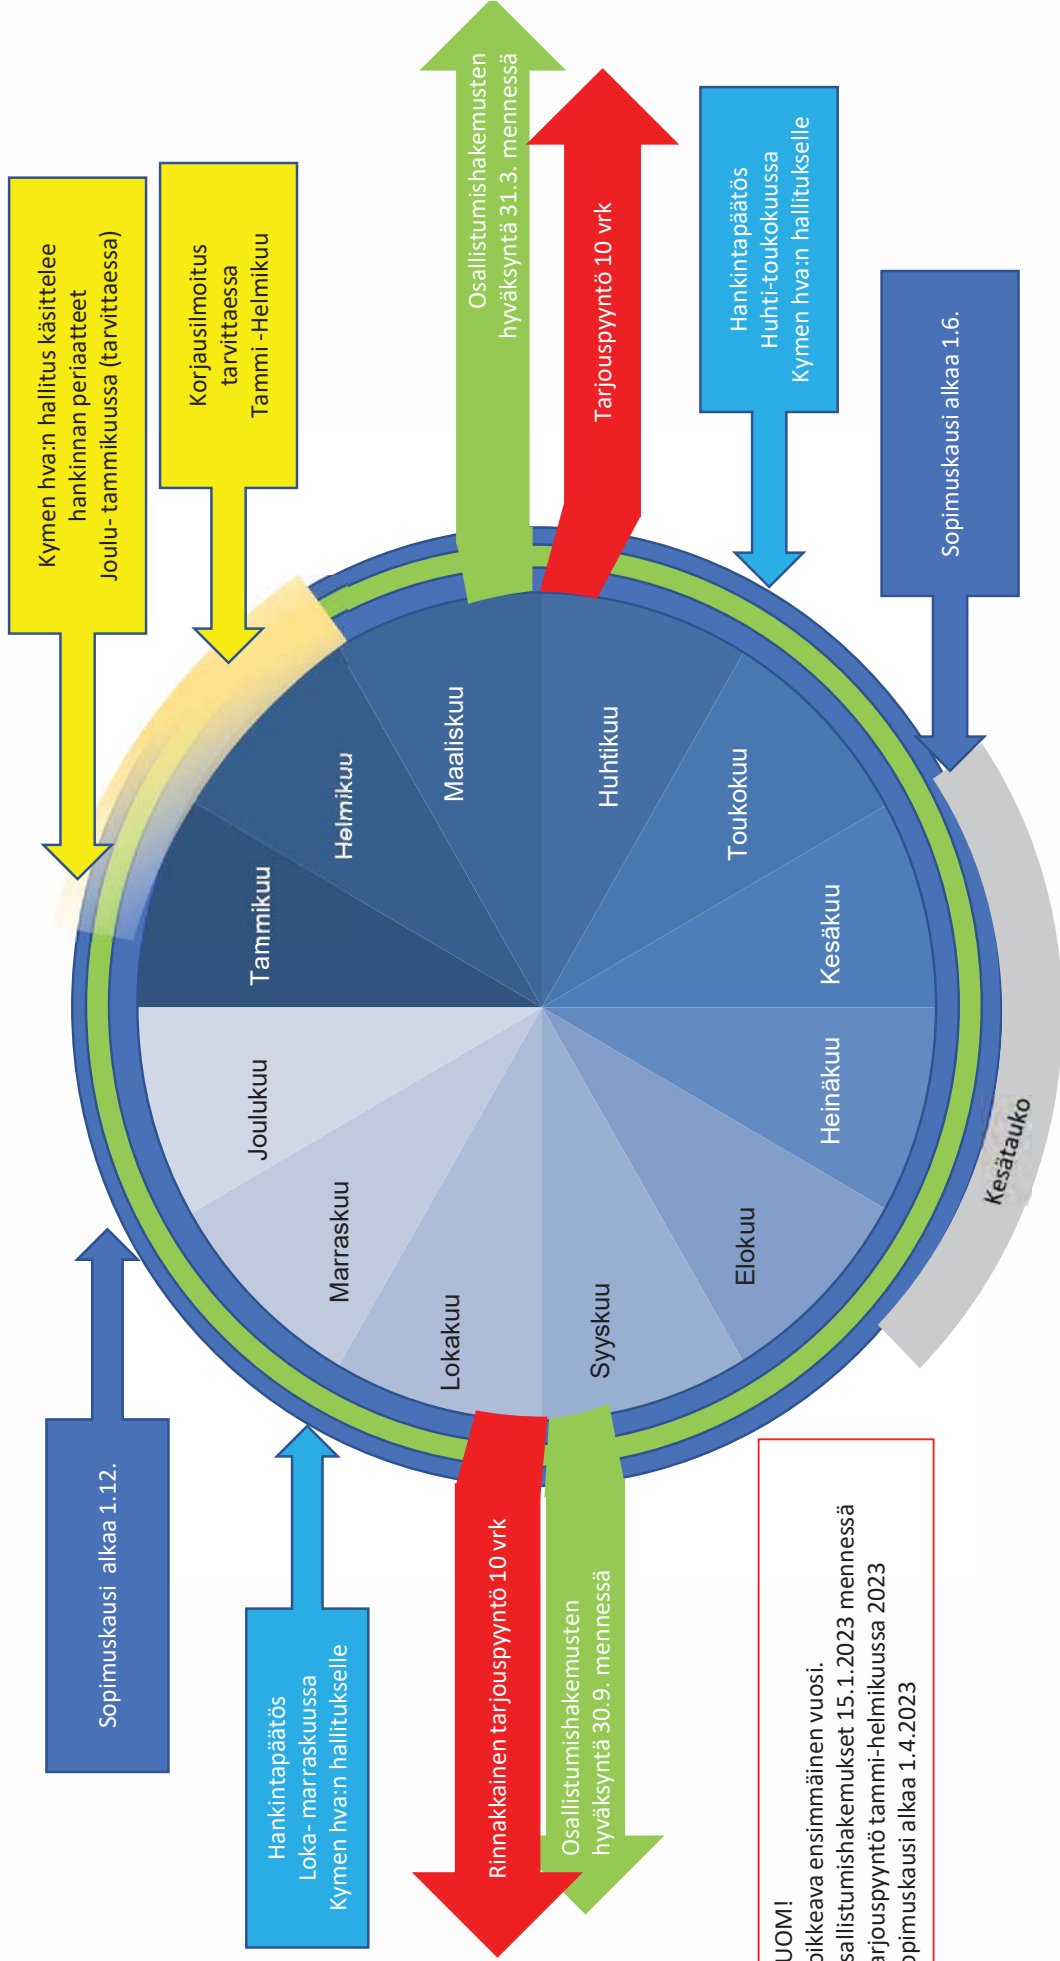 Kymen hva:n hallitus käsittelee
hankinnan periaatteet
Joulu- tammikuussa (tarvittaessa)
Korjausilmoitus
tarvittaessa
Tammi -Helmikuu
Osallistumishakemusten
hyväksyntä 31.3. mennessä
Tarjouspyyntö 10 vrk
Hankintapäätös
Huhti-toukokuussa
Kymen hva:n hallitukselle
Sopimuskausi alkaa 1.6.
Tammikuu
Helmikuu
Maaliskuu
Huhtikuu
Toukokuu
Kesäkuu
Heinäkuu
Elokuu
Syyskuu
Lokakuu
Marraskuu
Joulukuu
Kesätauko
Sopimuskausi alkaa 1.12.
Hankintapäätös
Loka- marraskuussa
Kymen hva:n hallitukselle
Rinnakkainen tarjouspyyntö 10 vrk
Osallistumishakemusten
hyväksyntä 30.9. mennessä
UOM!
oikkeava ensimmäinen vuosi.
sallistumishakemukset 15.1.2023 mennessä
arjouspyyntö tammi-helmikuussa 2023
opimuskausi alkaa 1.4.2023